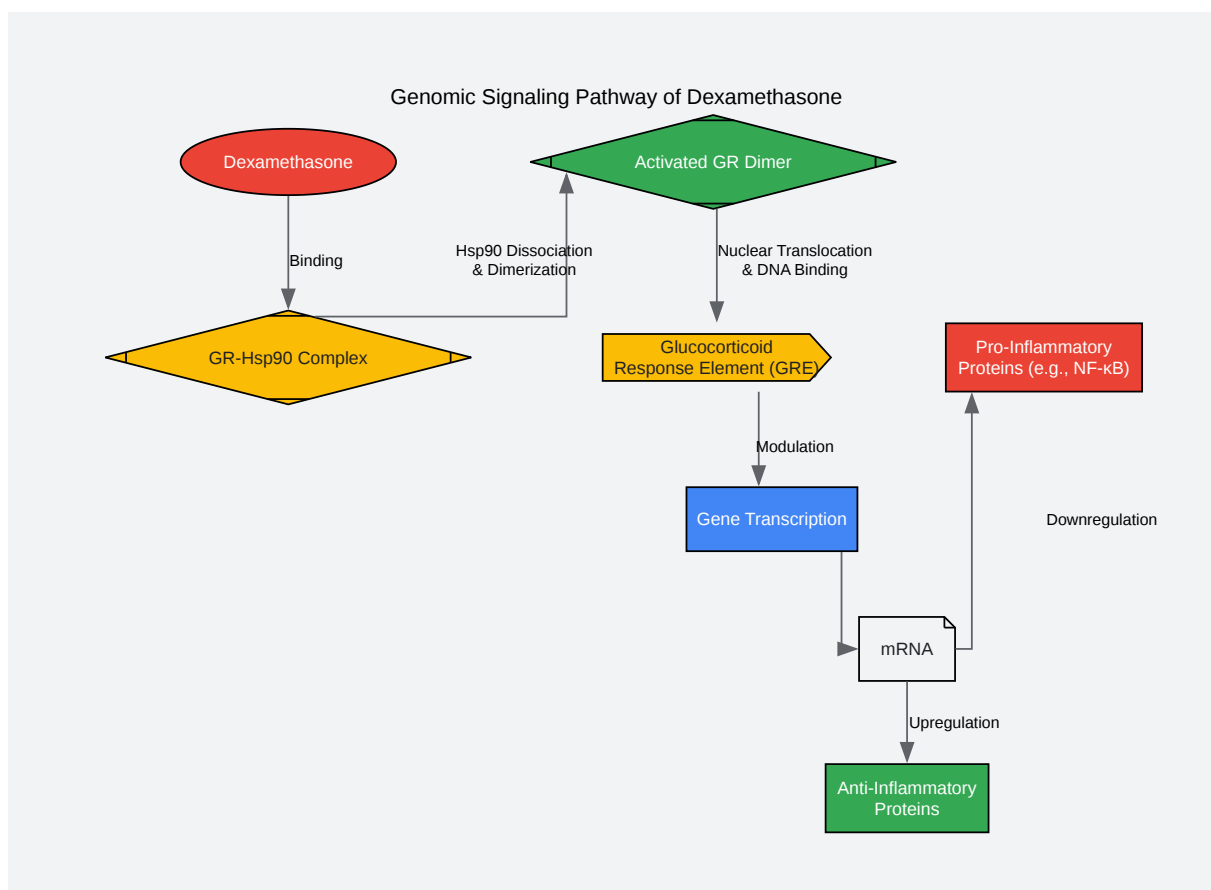 Genomic Signaling Pathway of Dexamethasone
Dexamethasone
Activated GR Dimer
Binding
Hsp90 Dissociation
& Dimerization
Nuclear Translocation
& DNA Binding
GR-Hsp90 Complex
Glucocorticoid
Response Element (GRE)
Pro-Inflammatory
Proteins (e.g., NF-κB)
Modulation
Gene Transcription
Downregulation
mRNA
Upregulation
Anti-Inflammatory
Proteins